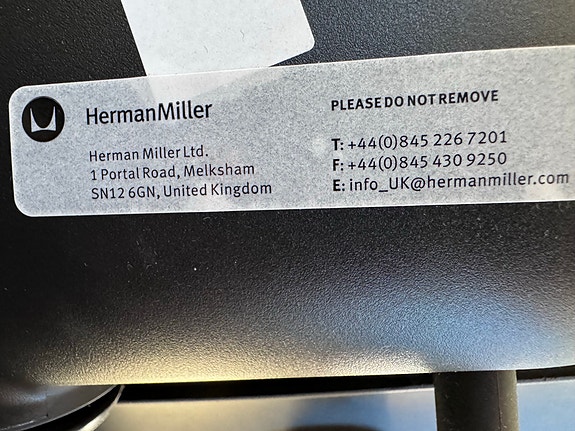 HermanMiller
Herman Miller Ltd.
1 Portal Road, Melksham
SN12 6GN, United Kingdom
PLEASE DO NOT REMOVE
T: +44(0)845 226 7201
F: +44(0)845 430 9250
E: info_UK@hermanmiller.com